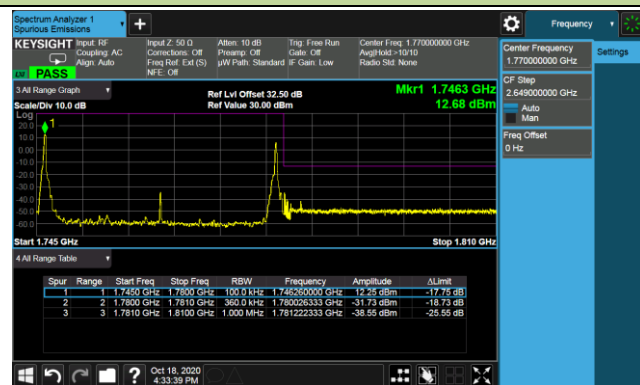 Spectrum Analyzer 1
Spurious Emissions
Frequency
KEYSIGHT
Input: RF
Coupling: AC
Align: Auto
Input Z: 50 Ω
Corrections: Off
Freq Ref: Ext (S)
NFE: Off
Atten: 10 dB
Preamp: Off
µW Path: Standard
Trig: Free Run
Gate: Off
IF Gain: Low
Center Freq: 1.770000000 GHz
Avg|Hold:>10/10
Radio Std: None
PASS
3 All Range Graph
Scale/Div 10.0 dB
Ref Lvl Offset 32.50 dB
Ref Value 30.00 dBm
Mkr1 1.7463 GHz
12.68 dBm
Log
20.0
10.0
0.00
-10.0
-20.0
-30.0
-40.0
-50.0
-60.0
1
Start 1.745 GHz
Stop 1.810 GHz
4 All Range Table
Spur Range Start Freq Stop Freq RBW Frequency Amplitude ΔLimit
1 1 1.7450 GHz 1.7800 GHz 100.0 kHz 1.746260000 GHz 12.25 dBm -17.75 dB
2 2 1.7800 GHz 1.7810 GHz 360.0 kHz 1.780026333 GHz -31.73 dBm -18.73 dB
3 3 1.7810 GHz 1.8100 GHz 1.000 MHz 1.781222333 GHz -38.55 dBm -25.55 dB
Center Frequency
1.770000000 GHz
Settings
CF Step
2.649000000 GHz
Auto
Man
Freq Offset
0 Hz
?
Oct 18, 2020
4:33:39 PM